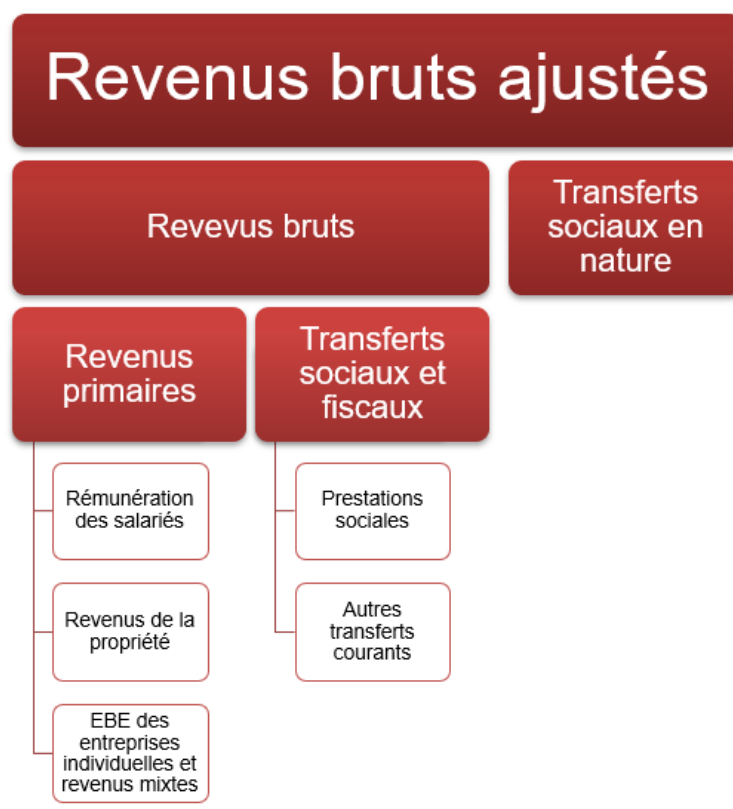 Revenus bruts ajustés
Revevus bruts
Transferts
sociaux en
nature
Revenus
primaires
Transferts
sociaux et
fiscaux
Rémunération
des salariés
Prestations
sociales
Revenus de la
propriété
Autres
transferts
courants
EBE des
entreprises
individuelles et
revenus mixtes